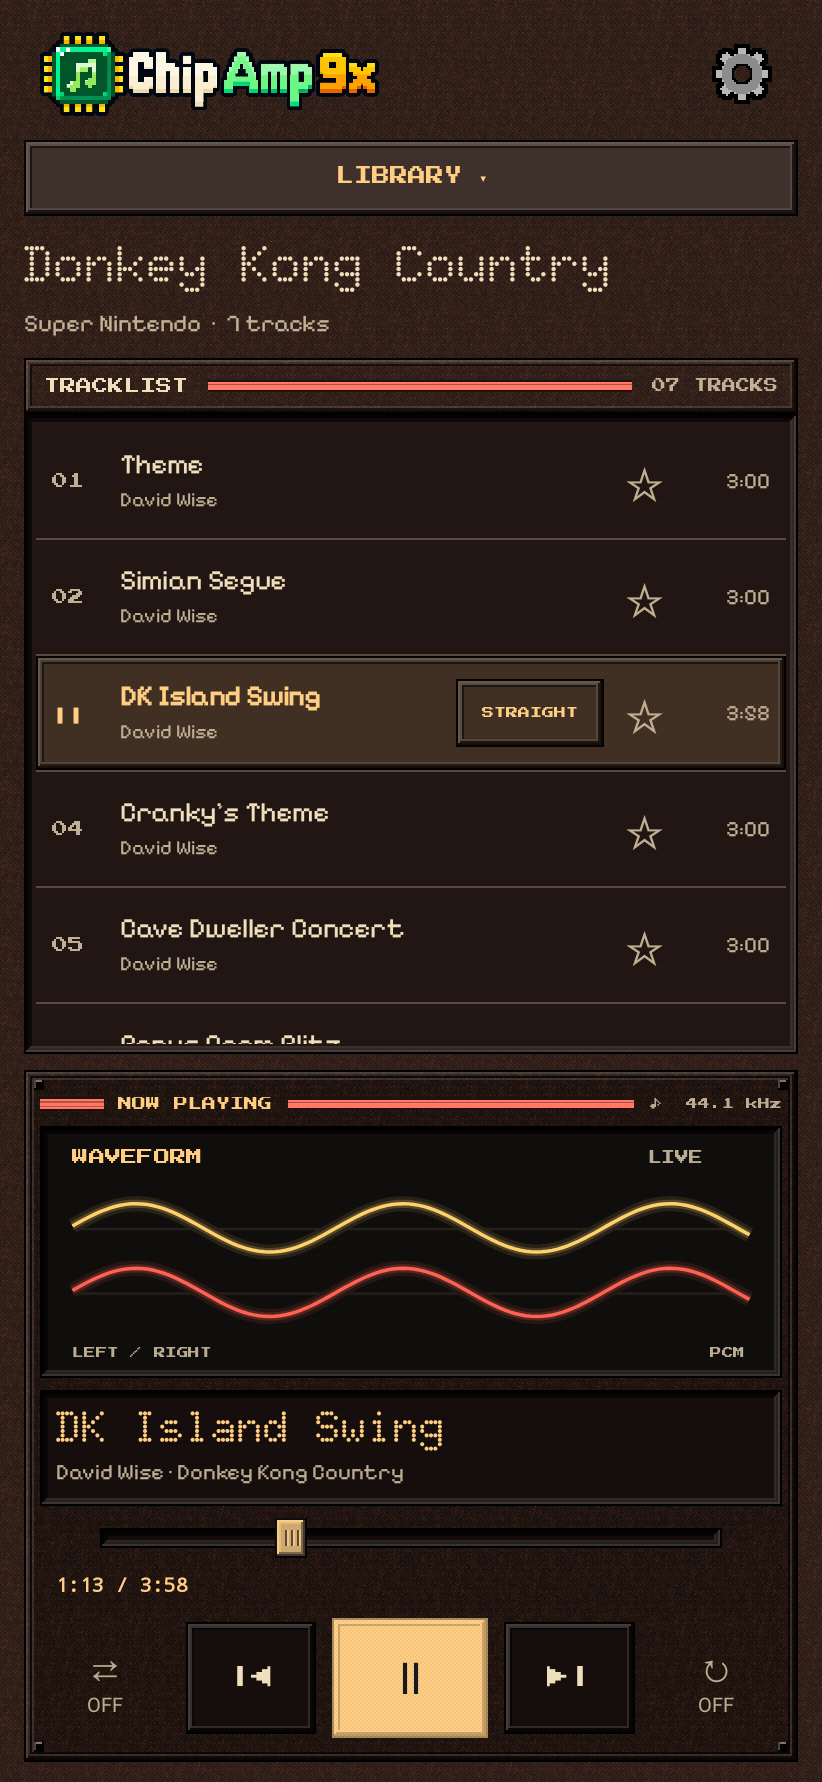 ChipAmp9x
LIBRARY ▾
Donkey Kong Country
Super Nintendo · 7 tracks
TRACKLIST 07 TRACKS
01 Theme ☆ 3:00
David Wise
02 Simian Segue ☆ 3:00
David Wise
DK Island Swing STRAIGHT ☆ 3:58
David Wise
04 Cranky's Theme ☆ 3:00
David Wise
05 Cave Dweller Concert ☆ 3:00
David Wise
NOW PLAYING ♪ 44.1 kHz
WAVEFORM LIVE
LEFT / RIGHT PCM
DK Island Swing
David Wise · Donkey Kong Country
1:13 / 3:58
OFF OFF